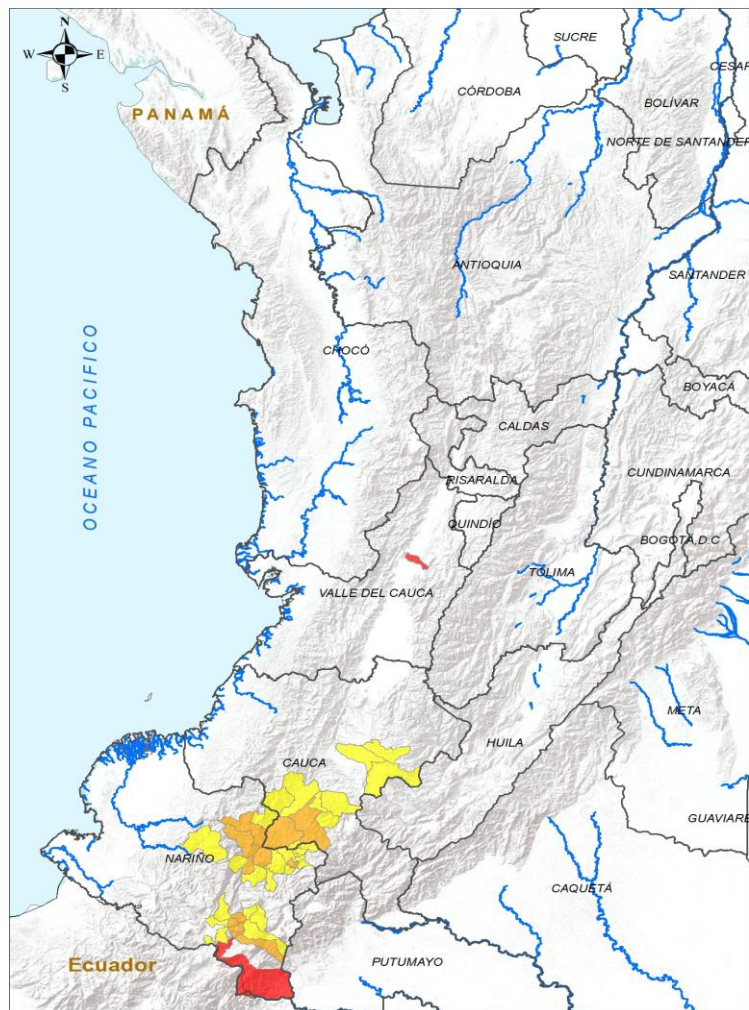 N
W E
S
SUCRE
CESAR
CÓRDOBA
BOLÍVAR
PANAMÁ
NORTE DE SANTANDER
ANTIOQUIA
SANTANDER
OCEANO PACIFICO
CHOCÓ
BOYACÁ
CALDAS
CUNDINAMARCA
RISARALDA
QUINDÍO
BOGOTÁ,D.C
TOLIMA
VALLE DEL CAUCA
META
HUILA
CAUCA
GUAVIARE
NARIÑO
CAQUETÁ
PUTUMAYO
Ecuador